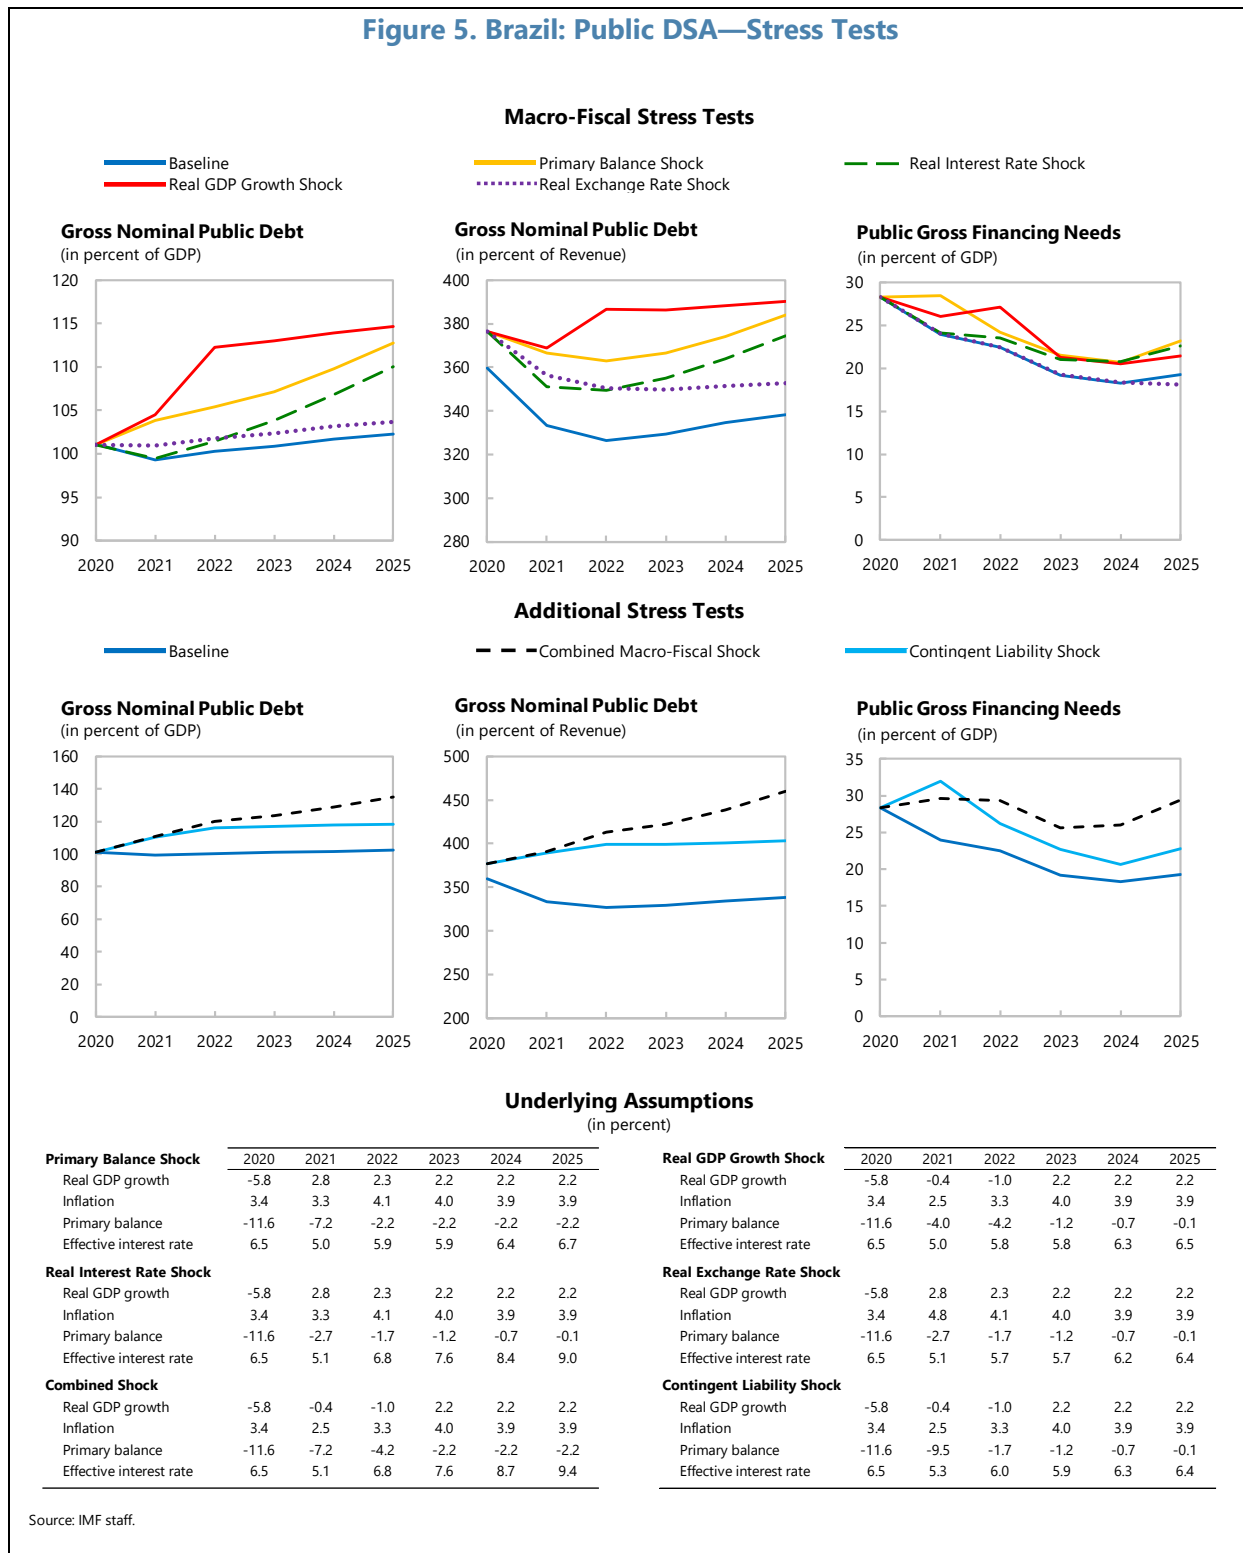 Figure 5. Brazil: Public DSA—Stress Tests
Macro-Fiscal Stress Tests
Baseline
Primary Balance Shock
Real Interest Rate Shock
Real GDP Growth Shock
Real Exchange Rate Shock
Gross Nominal Public Debt
(in percent of GDP)
120
115
110
105
100
95
90
2020 2021 2022 2023 2024 2025
Gross Nominal Public Debt
(in percent of Revenue)
400
380
360
340
320
300
280
2020 2021 2022 2023 2024 2025
Public Gross Financing Needs
(in percent of GDP)
30
25
20
15
10
5
0
2020 2021 2022 2023 2024 2025
Additional Stress Tests
Baseline
Combined Macro-Fiscal Shock
Contingent Liability Shock
Gross Nominal Public Debt
(in percent of GDP)
160
140
120
100
80
60
40
20
0
2020 2021 2022 2023 2024 2025
Gross Nominal Public Debt
(in percent of Revenue)
500
450
400
350
300
250
200
2020 2021 2022 2023 2024 2025
Public Gross Financing Needs
(in percent of GDP)
35
30
25
20
15
10
5
0
2020 2021 2022 2023 2024 2025
Underlying Assumptions
(in percent)
Primary Balance Shock 2020 2021 2022 2023 2024 2025
Real GDP growth -5.8 2.8 2.3 2.2 2.2 2.2
Inflation 3.4 3.3 4.1 4.0 3.9 3.9
Primary balance -11.6 -7.2 -2.2 -2.2 -2.2 -2.2
Effective interest rate 6.5 5.0 5.9 5.9 6.4 6.7
Real Interest Rate Shock
Real GDP growth -5.8 2.8 2.3 2.2 2.2 2.2
Inflation 3.4 3.3 4.1 4.0 3.9 3.9
Primary balance -11.6 -2.7 -1.7 -1.2 -0.7 -0.1
Effective interest rate 6.5 5.1 6.8 7.6 8.4 9.0
Combined Shock
Real GDP growth -5.8 -0.4 -1.0 2.2 2.2 2.2
Inflation 3.4 2.5 3.3 4.0 3.9 3.9
Primary balance -11.6 -7.2 -4.2 -2.2 -2.2 -2.2
Effective interest rate 6.5 5.1 6.8 7.6 8.7 9.4
Real GDP Growth Shock 2020 2021 2022 2023 2024 2025
Real GDP growth -5.8 -0.4 -1.0 2.2 2.2 2.2
Inflation 3.4 2.5 3.3 4.0 3.9 3.9
Primary balance -11.6 -4.0 -4.2 -1.2 -0.7 -0.1
Effective interest rate 6.5 5.0 5.8 5.8 6.3 6.5
Real Exchange Rate Shock
Real GDP growth -5.8 2.8 2.3 2.2 2.2 2.2
Inflation 3.4 4.8 4.1 4.0 3.9 3.9
Primary balance -11.6 -2.7 -1.7 -1.2 -0.7 -0.1
Effective interest rate 6.5 5.1 5.7 5.7 6.2 6.4
Contingent Liability Shock
Real GDP growth -5.8 -0.4 -1.0 2.2 2.2 2.2
Inflation 3.4 2.5 3.3 4.0 3.9 3.9
Primary balance -11.6 -9.5 -1.7 -1.2 -0.7 -0.1
Effective interest rate 6.5 5.3 6.0 5.9 6.3 6.4
Source: IMF staff.